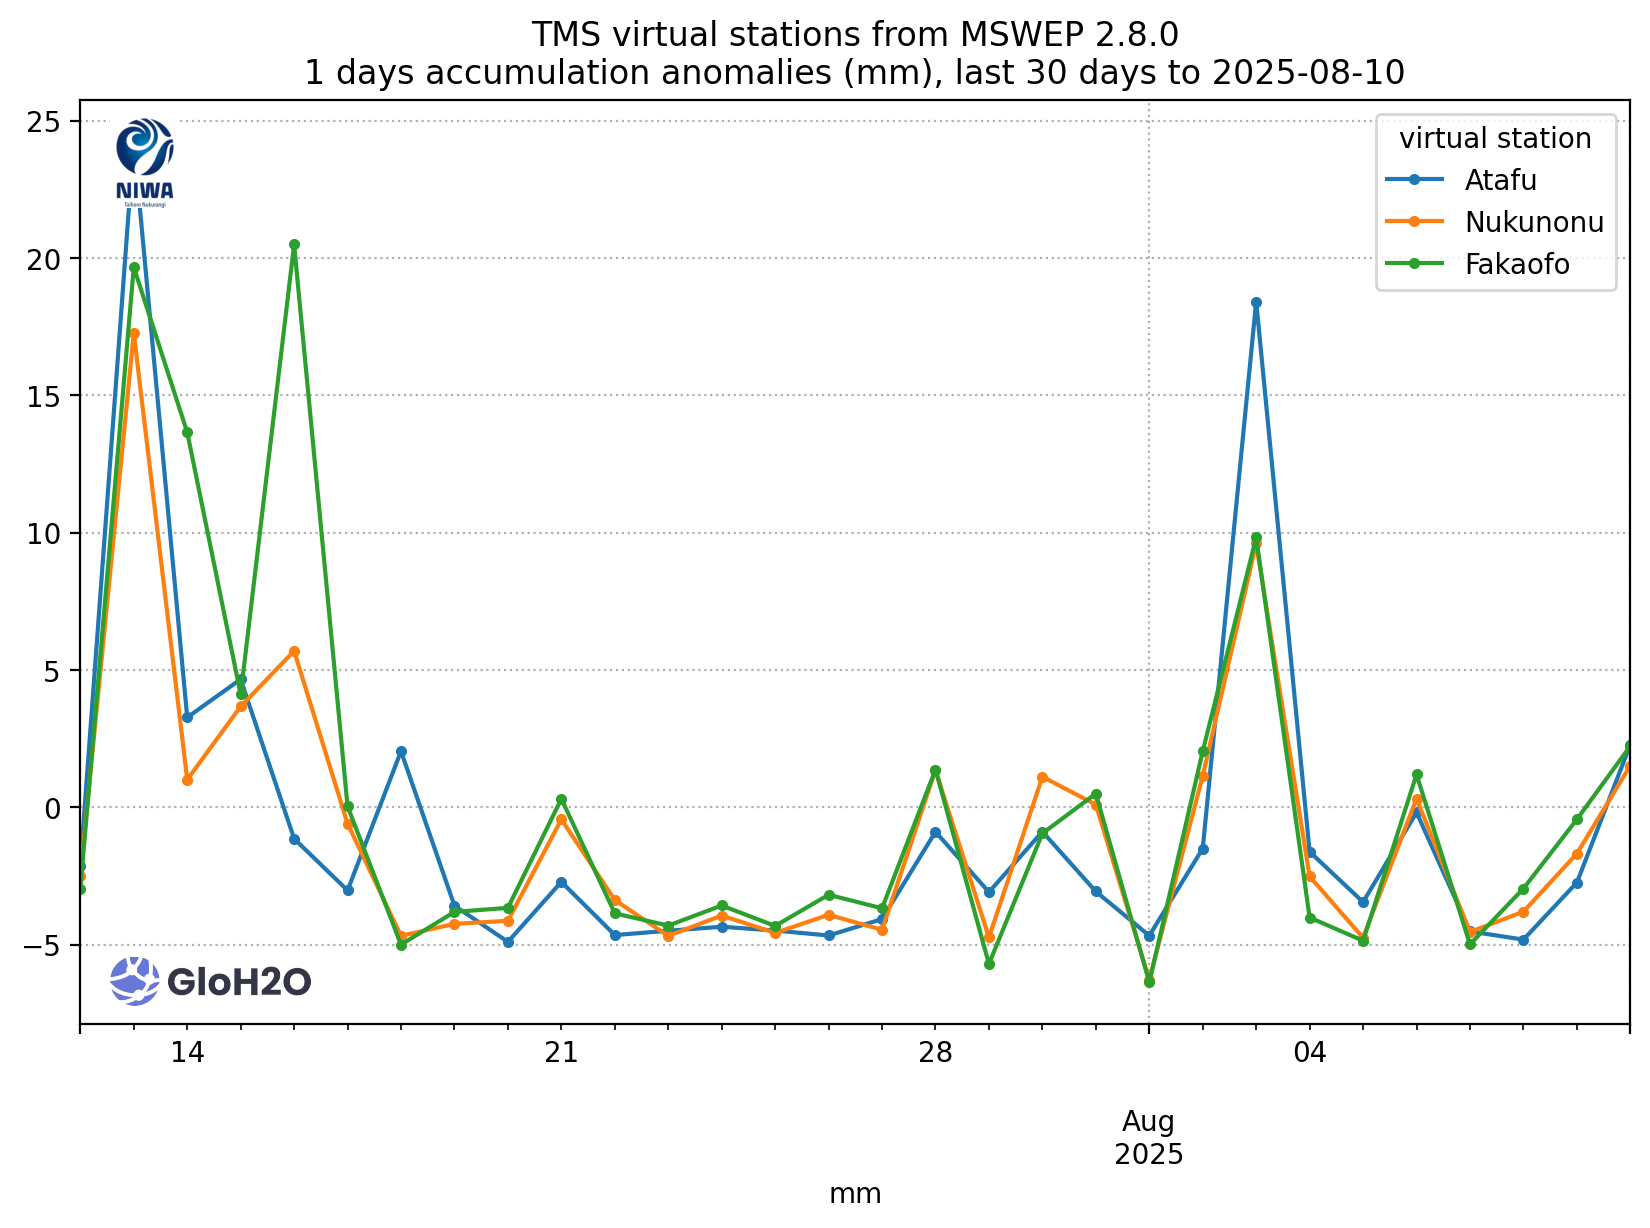 TMS virtual stations from MSWEP 2.8.0
1 days accumulation anomalies (mm), last 30 days to 2025-08-10
25
20
15
10
5
0
−5
NIWA
Taihoro Nukurangi
virtual station
Atafu
Nukunonu
Fakaofo
GloH2O
14
21
28
04
Aug
2025
mm